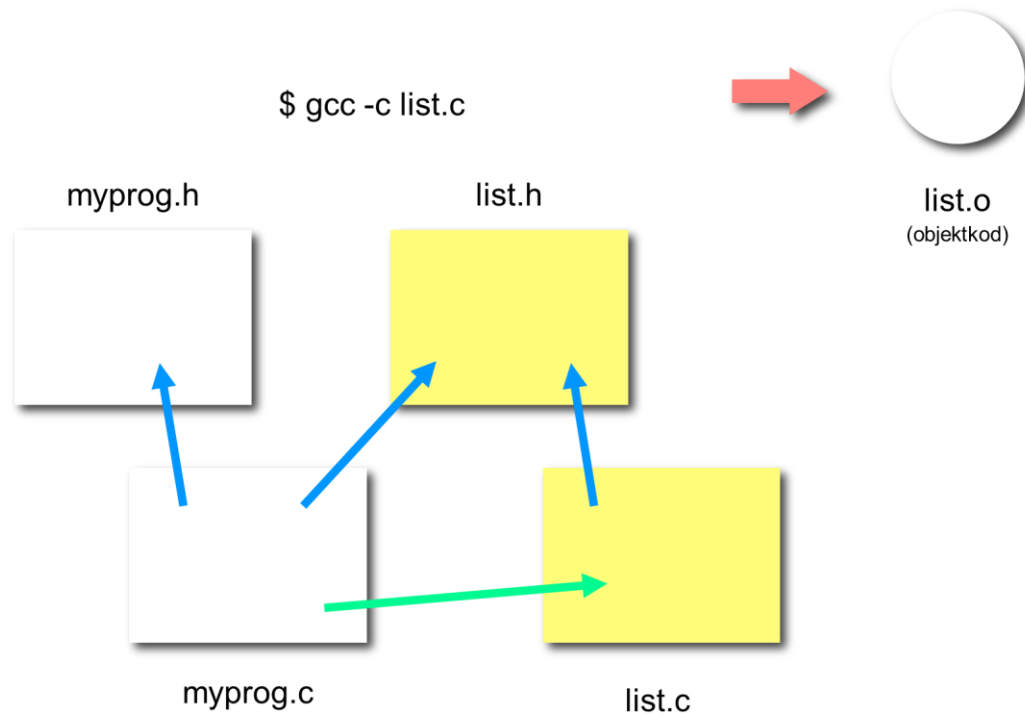 $ gcc -c list.c
myprog.h
list.h
list.o
(objektkod)
myprog.c
list.c